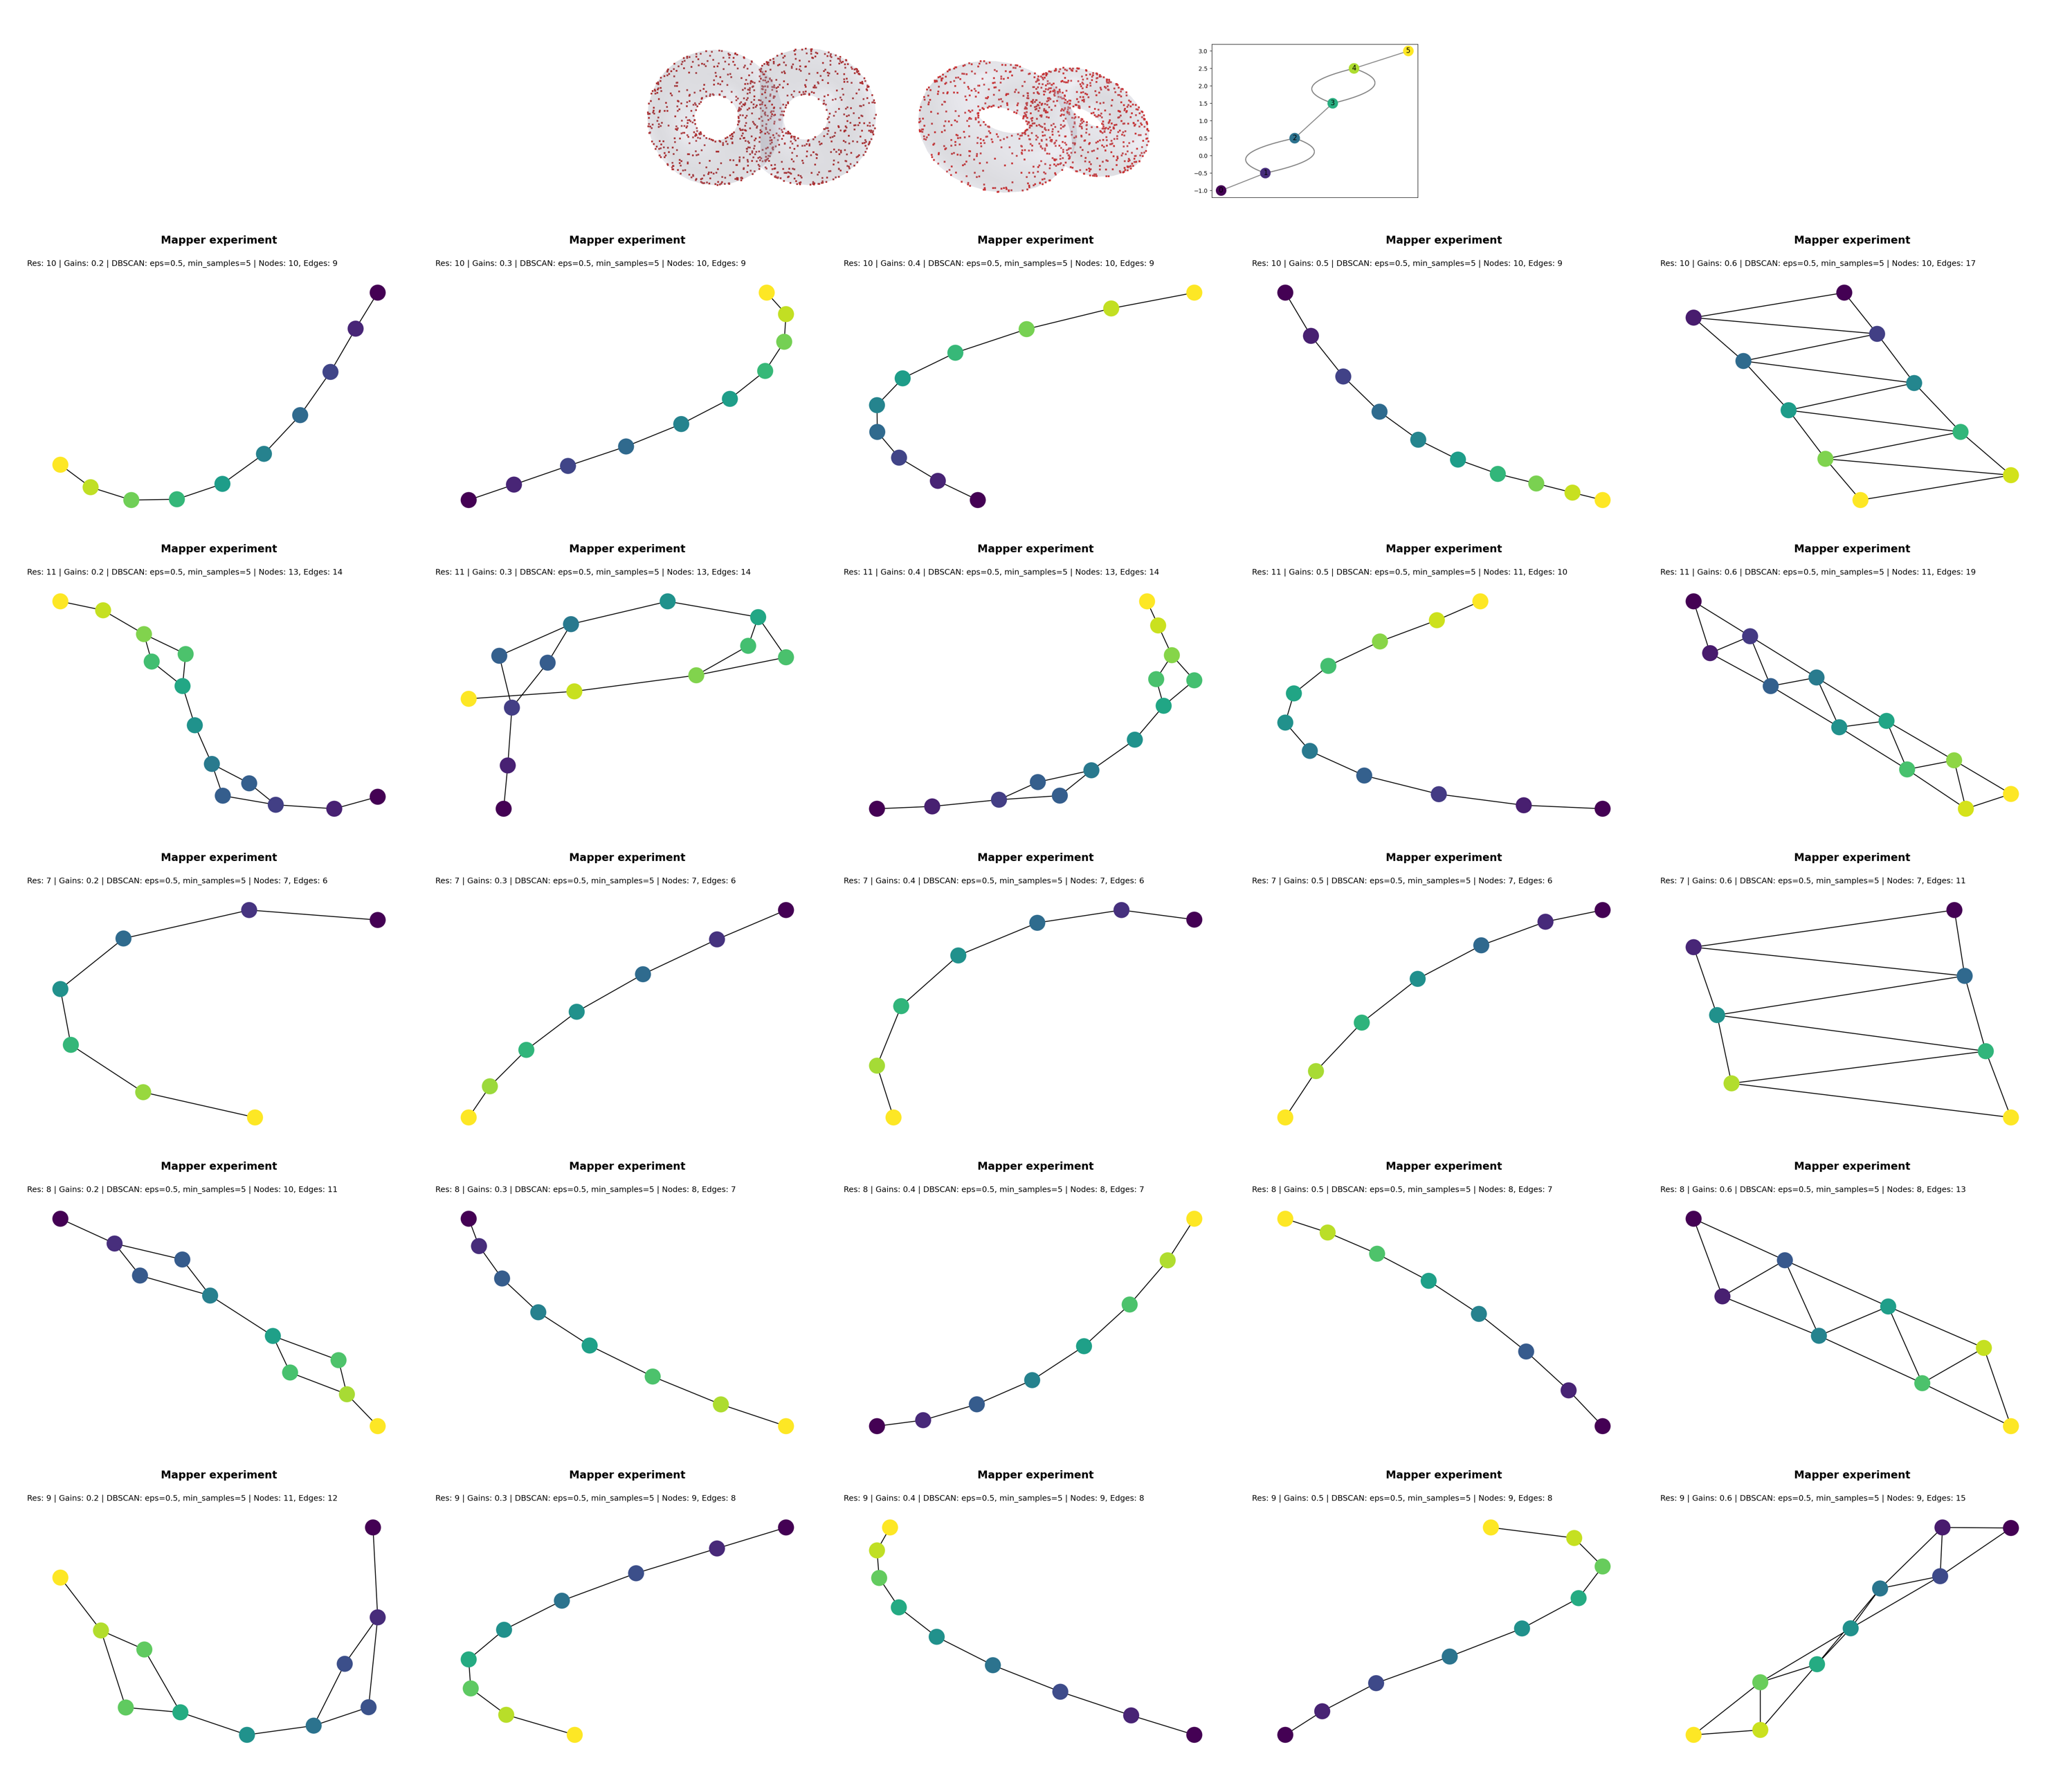 3.0
2.5
2.0
1.5
1.0
0.5
0.0
−0.5
−1.0
5
4
3
2
1
Mapper experiment
Res: 10 | Gains: 0.2 | DBSCAN: eps=0.5, min_samples=5 | Nodes: 10, Edges: 9
Mapper experiment
Res: 10 | Gains: 0.3 | DBSCAN: eps=0.5, min_samples=5 | Nodes: 10, Edges: 9
Mapper experiment
Res: 10 | Gains: 0.4 | DBSCAN: eps=0.5, min_samples=5 | Nodes: 10, Edges: 9
Mapper experiment
Res: 10 | Gains: 0.5 | DBSCAN: eps=0.5, min_samples=5 | Nodes: 10, Edges: 9
Mapper experiment
Res: 10 | Gains: 0.6 | DBSCAN: eps=0.5, min_samples=5 | Nodes: 10, Edges: 17
Mapper experiment
Res: 11 | Gains: 0.2 | DBSCAN: eps=0.5, min_samples=5 | Nodes: 13, Edges: 14
Mapper experiment
Res: 11 | Gains: 0.3 | DBSCAN: eps=0.5, min_samples=5 | Nodes: 13, Edges: 14
Mapper experiment
Res: 11 | Gains: 0.4 | DBSCAN: eps=0.5, min_samples=5 | Nodes: 13, Edges: 14
Mapper experiment
Res: 11 | Gains: 0.5 | DBSCAN: eps=0.5, min_samples=5 | Nodes: 11, Edges: 10
Mapper experiment
Res: 11 | Gains: 0.6 | DBSCAN: eps=0.5, min_samples=5 | Nodes: 11, Edges: 19
Mapper experiment
Res: 7 | Gains: 0.2 | DBSCAN: eps=0.5, min_samples=5 | Nodes: 7, Edges: 6
Mapper experiment
Res: 7 | Gains: 0.3 | DBSCAN: eps=0.5, min_samples=5 | Nodes: 7, Edges: 6
Mapper experiment
Res: 7 | Gains: 0.4 | DBSCAN: eps=0.5, min_samples=5 | Nodes: 7, Edges: 6
Mapper experiment
Res: 7 | Gains: 0.5 | DBSCAN: eps=0.5, min_samples=5 | Nodes: 7, Edges: 6
Mapper experiment
Res: 7 | Gains: 0.6 | DBSCAN: eps=0.5, min_samples=5 | Nodes: 7, Edges: 11
Mapper experiment
Res: 8 | Gains: 0.2 | DBSCAN: eps=0.5, min_samples=5 | Nodes: 10, Edges: 11
Mapper experiment
Res: 8 | Gains: 0.3 | DBSCAN: eps=0.5, min_samples=5 | Nodes: 8, Edges: 7
Mapper experiment
Res: 8 | Gains: 0.4 | DBSCAN: eps=0.5, min_samples=5 | Nodes: 8, Edges: 7
Mapper experiment
Res: 8 | Gains: 0.5 | DBSCAN: eps=0.5, min_samples=5 | Nodes: 8, Edges: 7
Mapper experiment
Res: 8 | Gains: 0.6 | DBSCAN: eps=0.5, min_samples=5 | Nodes: 8, Edges: 13
Mapper experiment
Res: 9 | Gains: 0.2 | DBSCAN: eps=0.5, min_samples=5 | Nodes: 11, Edges: 12
Mapper experiment
Res: 9 | Gains: 0.3 | DBSCAN: eps=0.5, min_samples=5 | Nodes: 9, Edges: 8
Mapper experiment
Res: 9 | Gains: 0.4 | DBSCAN: eps=0.5, min_samples=5 | Nodes: 9, Edges: 8
Mapper experiment
Res: 9 | Gains: 0.5 | DBSCAN: eps=0.5, min_samples=5 | Nodes: 9, Edges: 8
Mapper experiment
Res: 9 | Gains: 0.6 | DBSCAN: eps=0.5, min_samples=5 | Nodes: 9, Edges: 15